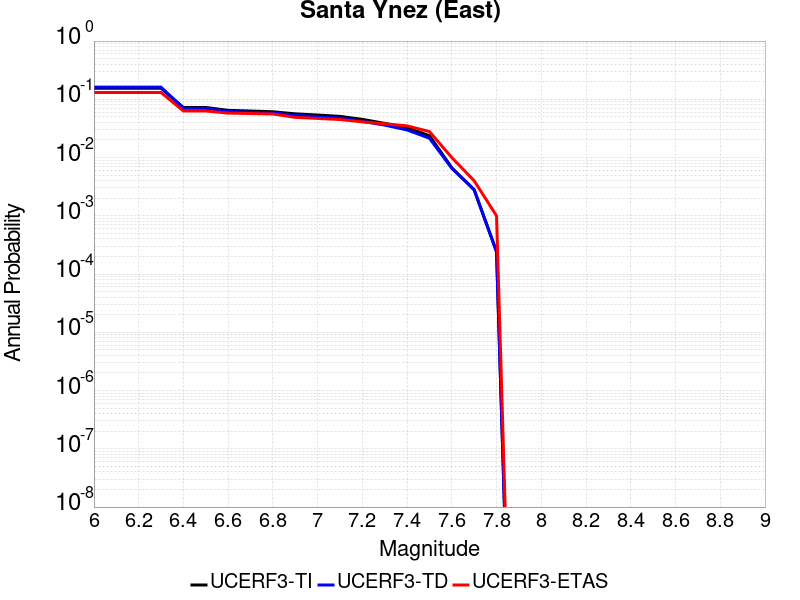 Santa Ynez (East)
10^0
10^-1
10^-2
10^-3
10^-4
10^-5
10^-6
10^-7
10^-8
Annual Probability
6 6.2 6.4 6.6 6.8 7 7.2 7.4 7.6 7.8 8 8.2 8.4 8.6 8.8 9
Magnitude
UCERF3-TI UCERF3-TD UCERF3-ETAS